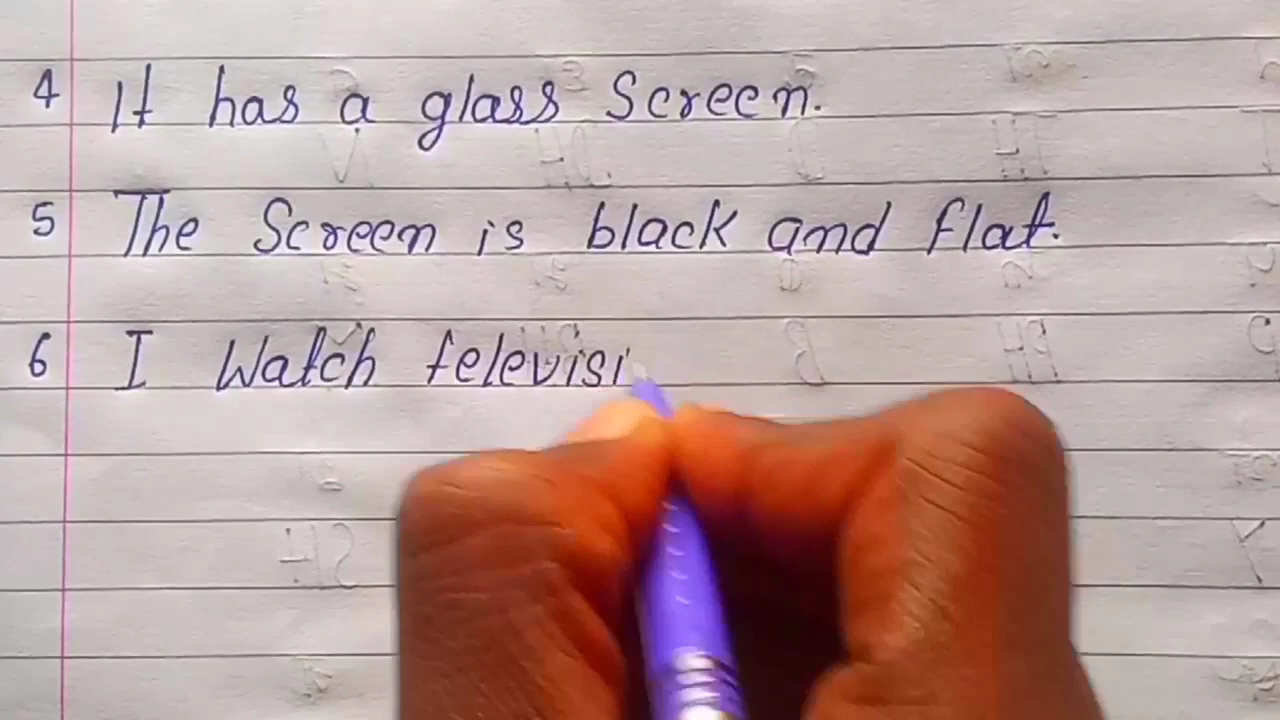 4 It has a glass Screen.
5 The Screen is black and flat.
6 I Watch televisi